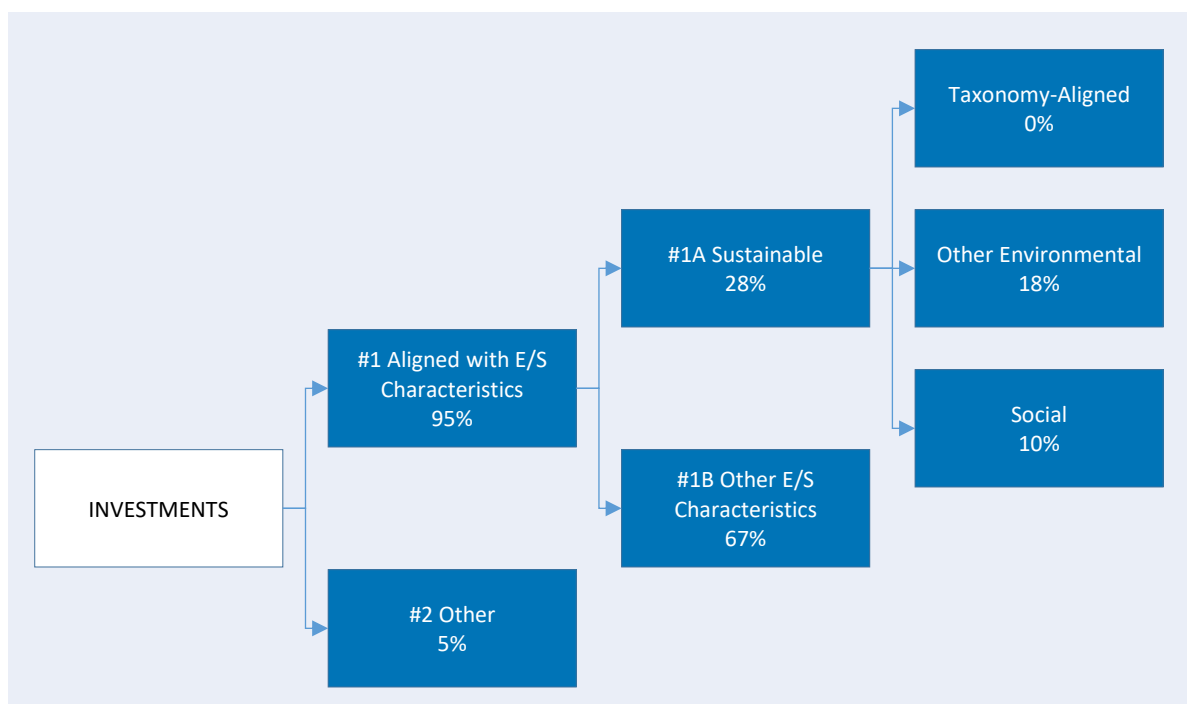 INVESTMENTS
#1 Aligned with E/S
Characteristics
95%
#2 Other
5%
#1A Sustainable
28%
#1B Other E/S
Characteristics
67%
Taxonomy-Aligned
0%
Other Environmental
18%
Social
10%